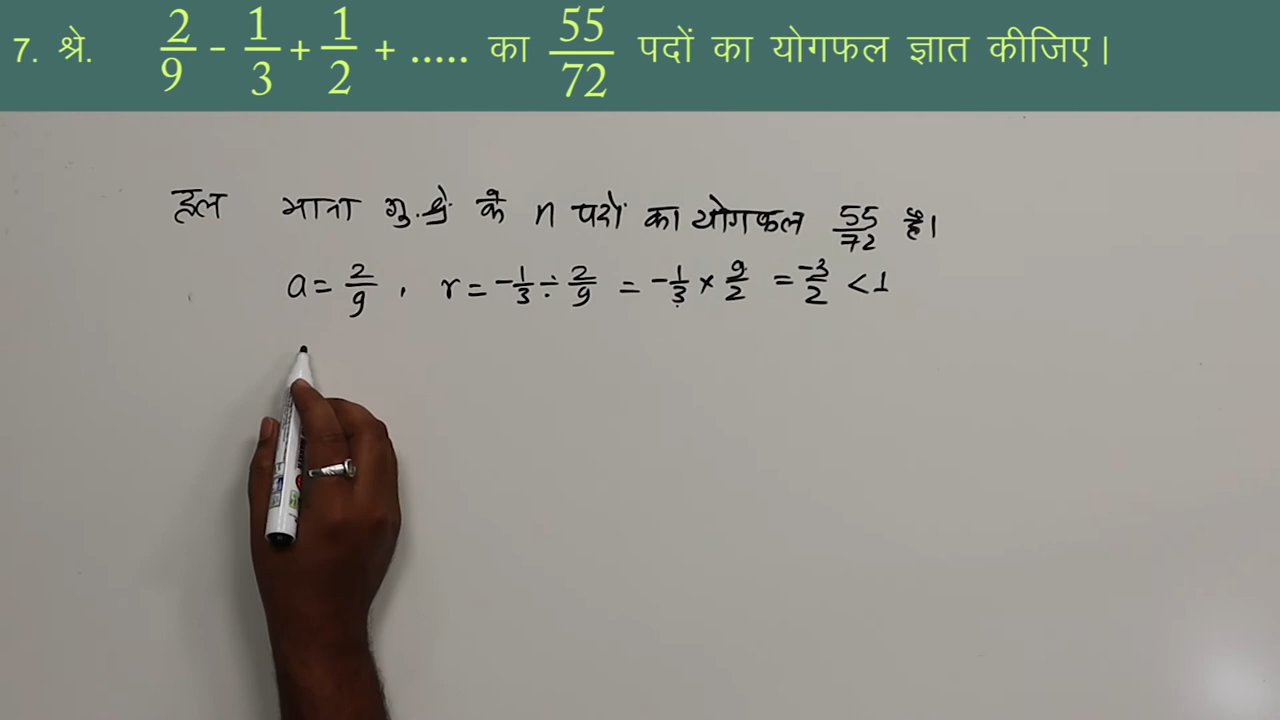 7. श्रे. 2/9 - 1/3 + 1/2 + ..... का 55/72 पदों का योगफल ज्ञात कीजिए।
हल माना गु.श्रे. के n पदों का योगफल 55/72 है।
a = 2/9 , r = -1/3 ÷ 2/9 = -1/3 × 9/2 = -3/2 < 1